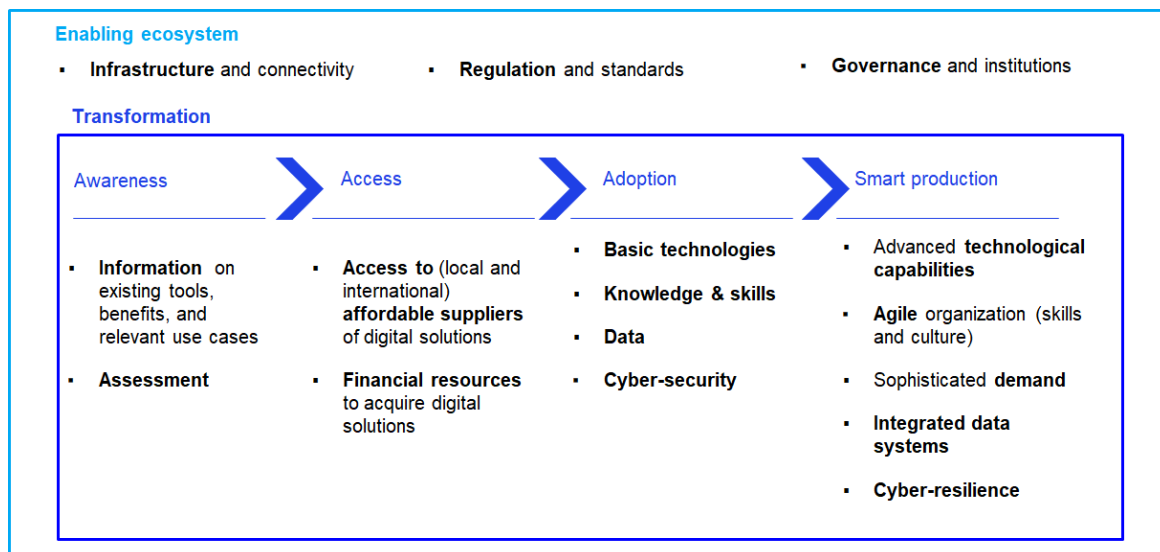 Enabling ecosystem
▪ Infrastructure and connectivity
▪ Regulation and standards
▪ Governance and institutions
Transformation
Awareness
▪ Information on
existing tools,
benefits, and
relevant use cases
▪ Assessment
Access
▪ Access to (local and
international)
affordable suppliers
of digital solutions
▪ Financial resources
to acquire digital
solutions
Adoption
▪ Basic technologies
▪ Knowledge & skills
▪ Data
▪ Cyber-security
Smart production
▪ Advanced technological
capabilities
▪ Agile organization (skills
and culture)
▪ Sophisticated demand
▪ Integrated data
systems
▪ Cyber-resilience